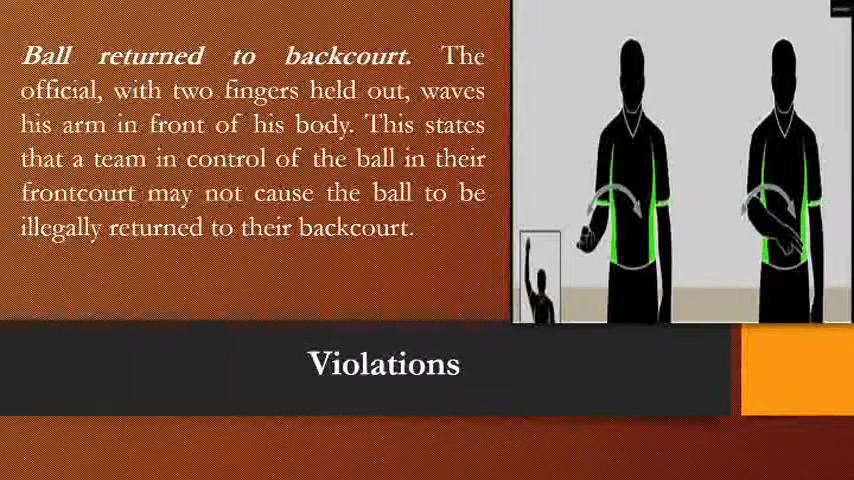 Ball returned to backcourt. The
official, with two fingers held out, waves
his arm in front of his body. This states
that a team in control of the ball in their
frontcourt may not cause the ball to be
illegally returned to their backcourt.
Violations